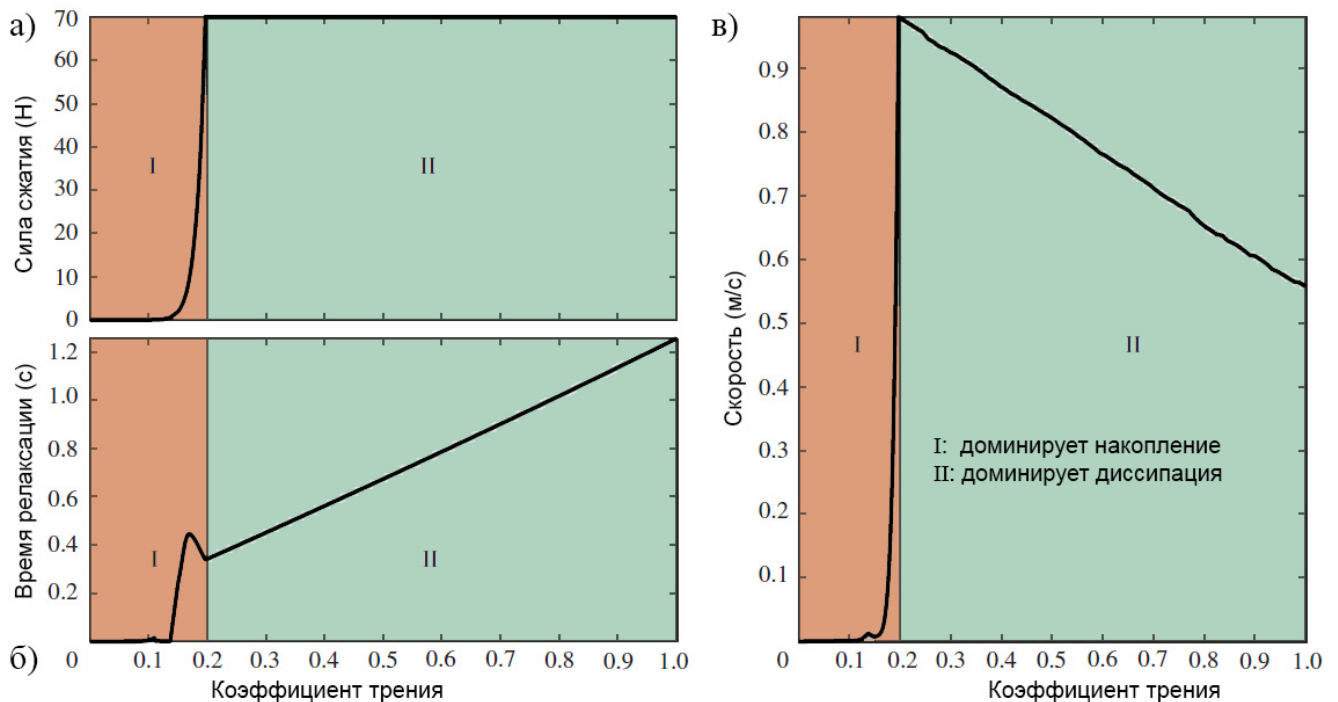 а)
Сила сжатия (Н)
70
60
50
40
30
20
10
0
I
II
Время релаксации (с)
1.2
1.0
0.8
0.6
0.4
0.2
I
II
б)
0 0.1 0.2 0.3 0.4 0.5 0.6 0.7 0.8 0.9 1.0
Коэффициент трения
в)
Скорость (м/с)
0.9
0.8
0.7
0.6
0.5
0.4
0.3
0.2
0.1
I
II
I: доминирует накопление
II: доминирует диссипация
0 0.1 0.2 0.3 0.4 0.5 0.6 0.7 0.8 0.9 1.0
Коэффициент трения